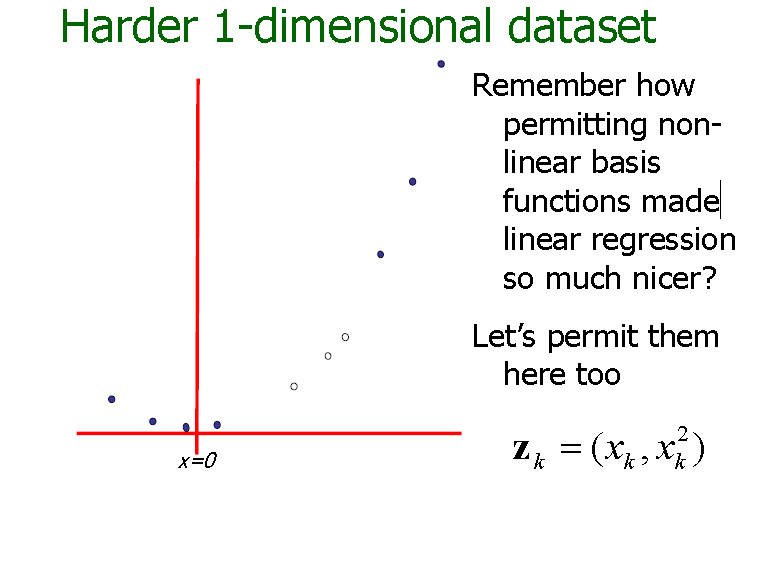 Harder 1-dimensional dataset
Remember how
permitting non-
linear basis
functions made
linear regression
so much nicer?
Let's permit them
here too
x=0
z_k = (x_k, x_k^2)